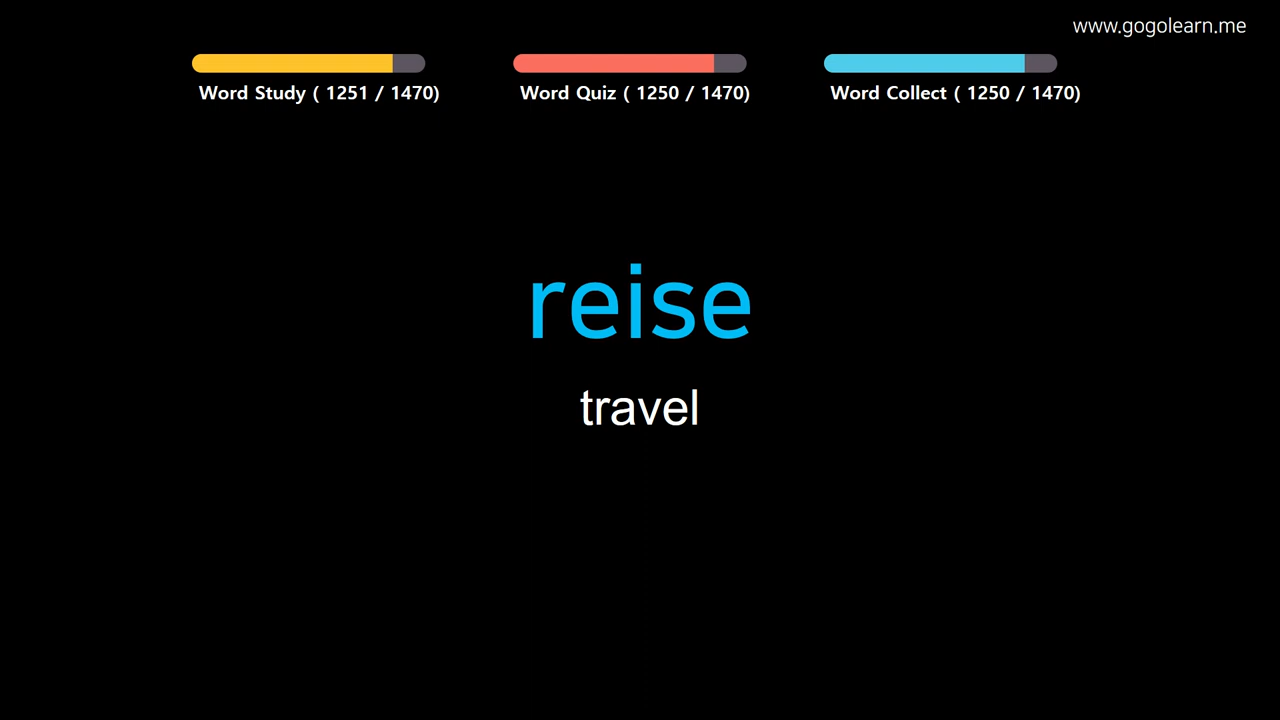 www.gogolearn.me
Word Study ( 1251 / 1470)
Word Quiz ( 1250 / 1470)
Word Collect ( 1250 / 1470)
reise
travel